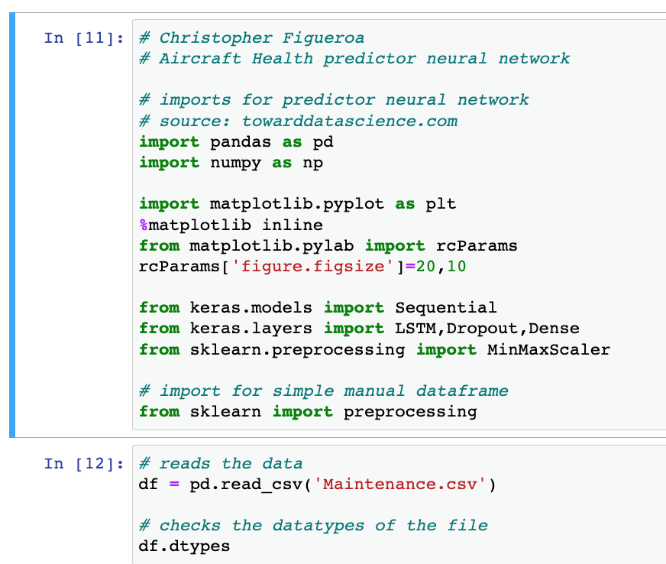 In [11]: # Christopher Figueroa
# Aircraft Health predictor neural network
# imports for predictor neural network
# source: towarddatascience.com
import pandas as pd
import numpy as np
import matplotlib.pyplot as plt
%matplotlib inline
from matplotlib.pylab import rcParams
rcParams['figure.figsize']=20,10
from keras.models import Sequential
from keras.layers import LSTM,Dropout,Dense
from sklearn.preprocessing import MinMaxScaler
# import for simple manual dataframe
from sklearn import preprocessing
In [12]: # reads the data
df = pd.read_csv('Maintenance.csv')
# checks the datatypes of the file
df.dtypes